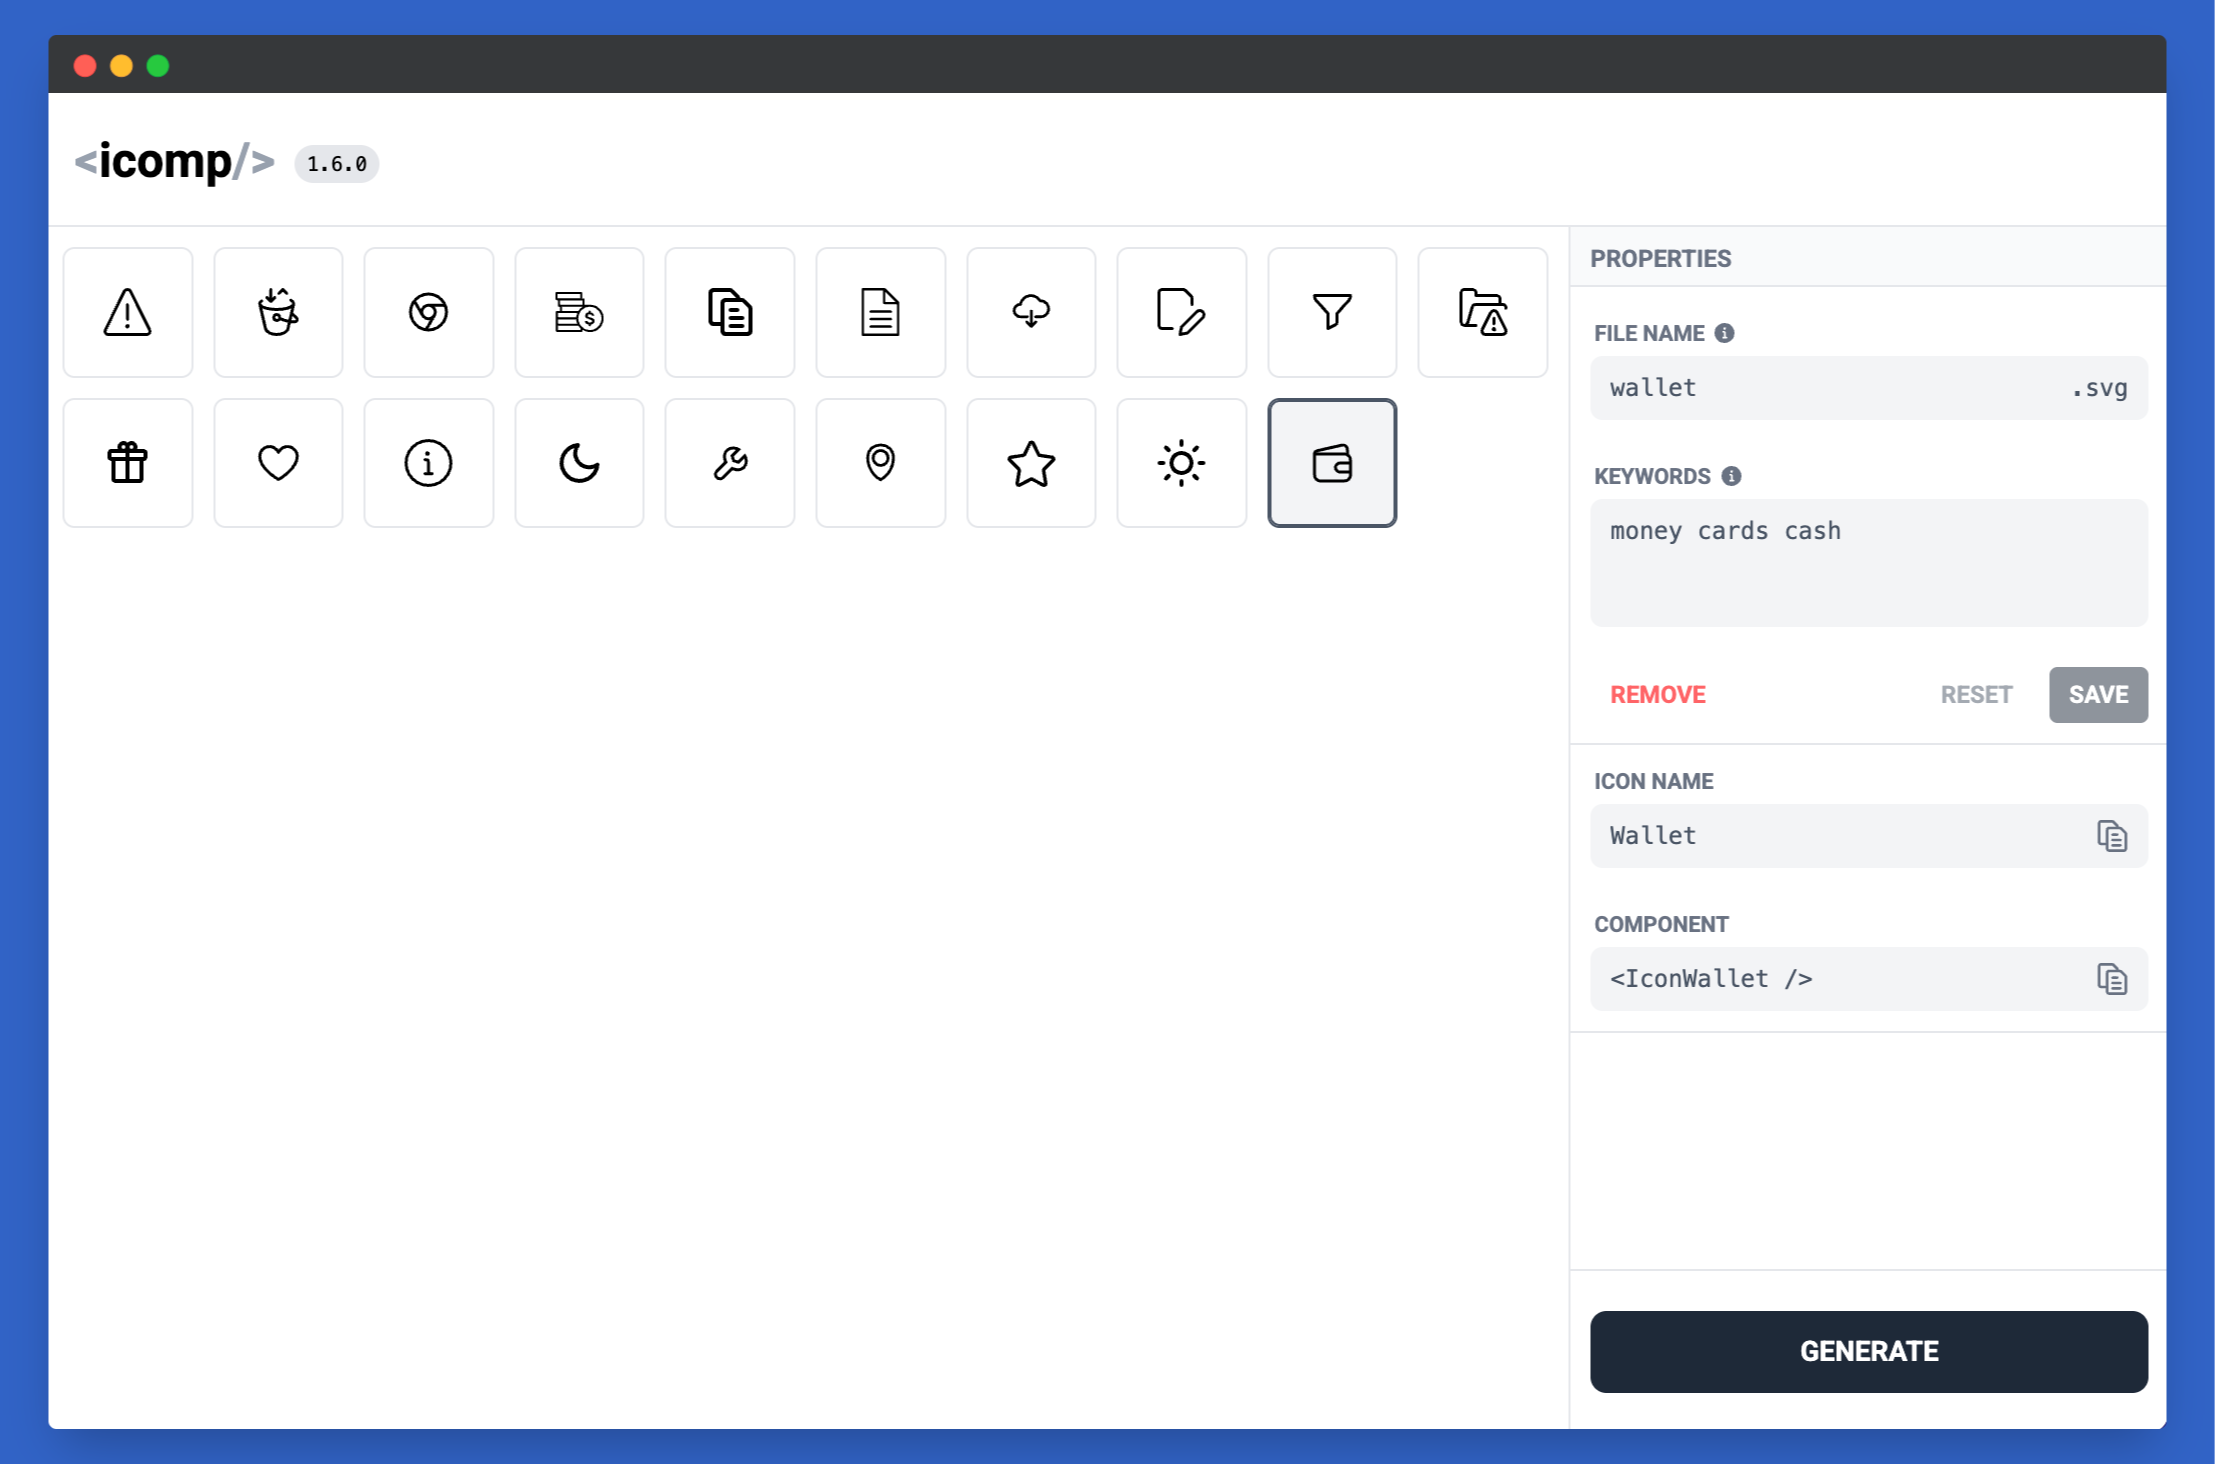 <icomp/> 1.6.0
PROPERTIES
FILE NAME
wallet .svg
KEYWORDS
money cards cash
REMOVE RESET SAVE
ICON NAME
Wallet
COMPONENT
<IconWallet />
GENERATE